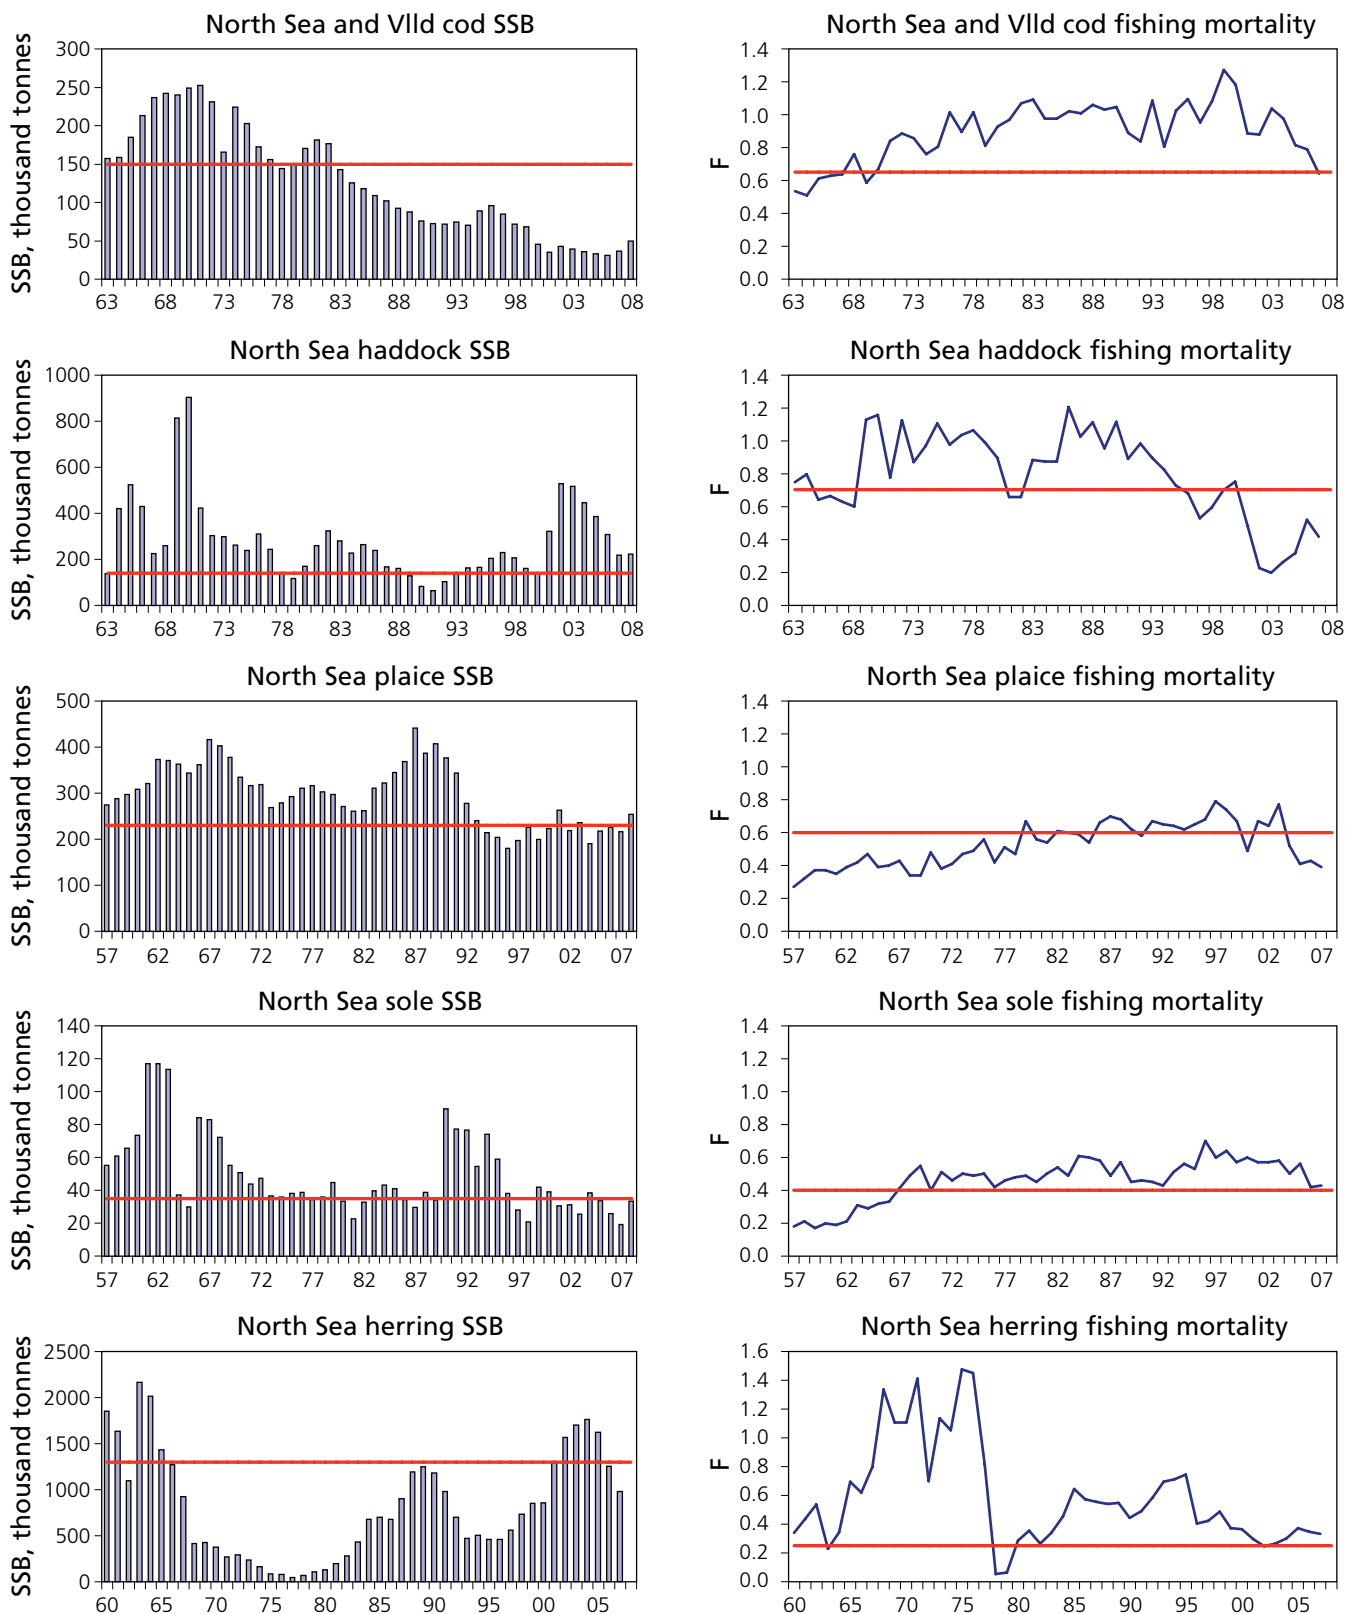 North Sea and Vlld cod SSB
SSB, thousand tonnes
300
250
200
150
100
50
0
63 68 73 78 83 88 93 98 03 08
North Sea and Vlld cod fishing mortality
F
1.4
1.2
1.0
0.8
0.6
0.4
0.2
0.0
63 68 73 78 83 88 93 98 03 08
North Sea haddock SSB
SSB, thousand tonnes
1000
800
600
400
200
0
63 68 73 78 83 88 93 98 03 08
North Sea haddock fishing mortality
F
1.4
1.2
1.0
0.8
0.6
0.4
0.2
0.0
63 68 73 78 83 88 93 98 03 08
North Sea plaice SSB
SSB, thousand tonnes
500
400
300
200
100
0
57 62 67 72 77 82 87 92 97 02 07
North Sea plaice fishing mortality
F
1.4
1.2
1.0
0.8
0.6
0.4
0.2
0.0
57 62 67 72 77 82 87 92 97 02 07
North Sea sole SSB
SSB, thousand tonnes
140
120
100
80
60
40
20
0
57 62 67 72 77 82 87 92 97 02 07
North Sea sole fishing mortality
F
1.4
1.2
1.0
0.8
0.6
0.4
0.2
0.0
57 62 67 72 77 82 87 92 97 02 07
North Sea herring SSB
SSB, thousand tonnes
2500
2000
1500
1000
500
0
60 65 70 75 80 85 90 95 00 05
North Sea herring fishing mortality
F
1.6
1.4
1.2
1.0
0.8
0.6
0.4
0.2
0.0
60 65 70 75 80 85 90 95 00 05